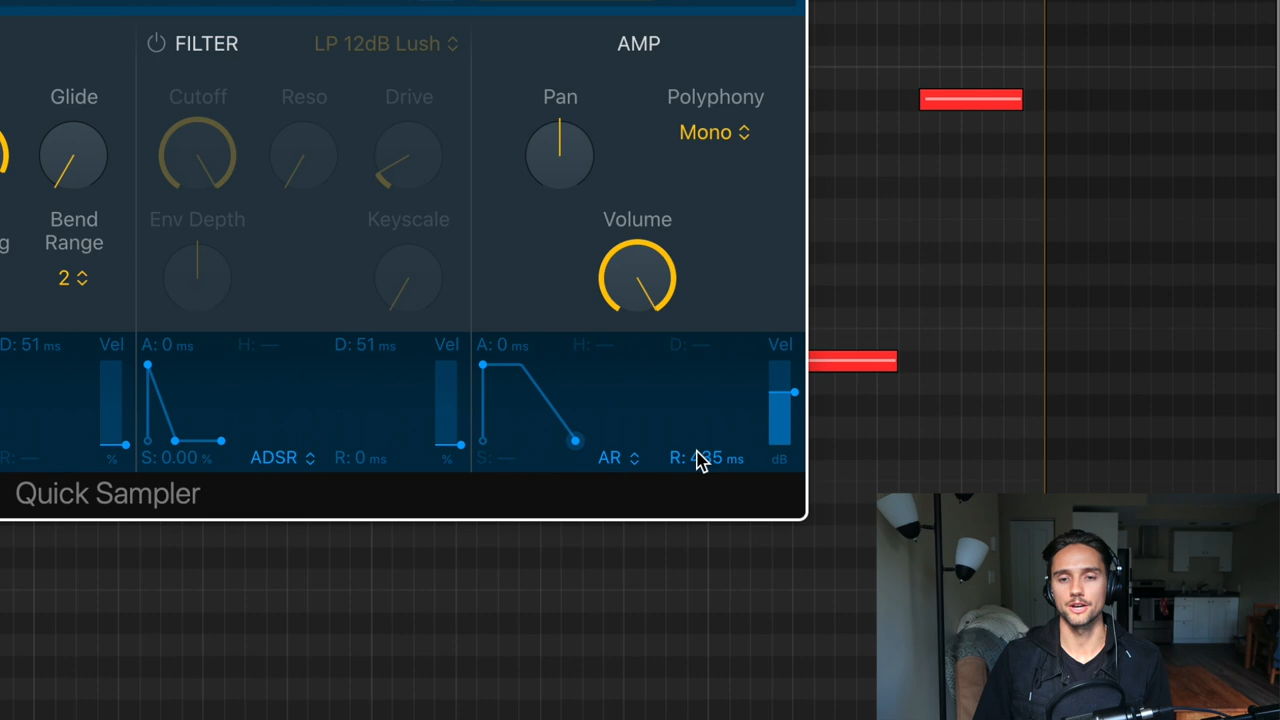 FILTER LP 12dB Lush AMP
Glide Cutoff Reso Drive Pan Polyphony
Mono
Bend Range Env Depth Keyscale Volume
g
2
D: 51 ms Vel A: 0 ms H: — D: 51 ms Vel A: 0 ms H: — D: — Vel
R: — % S: 0.00 % ADSR R: 0 ms % S: — AR R: ms dB
Quick Sampler